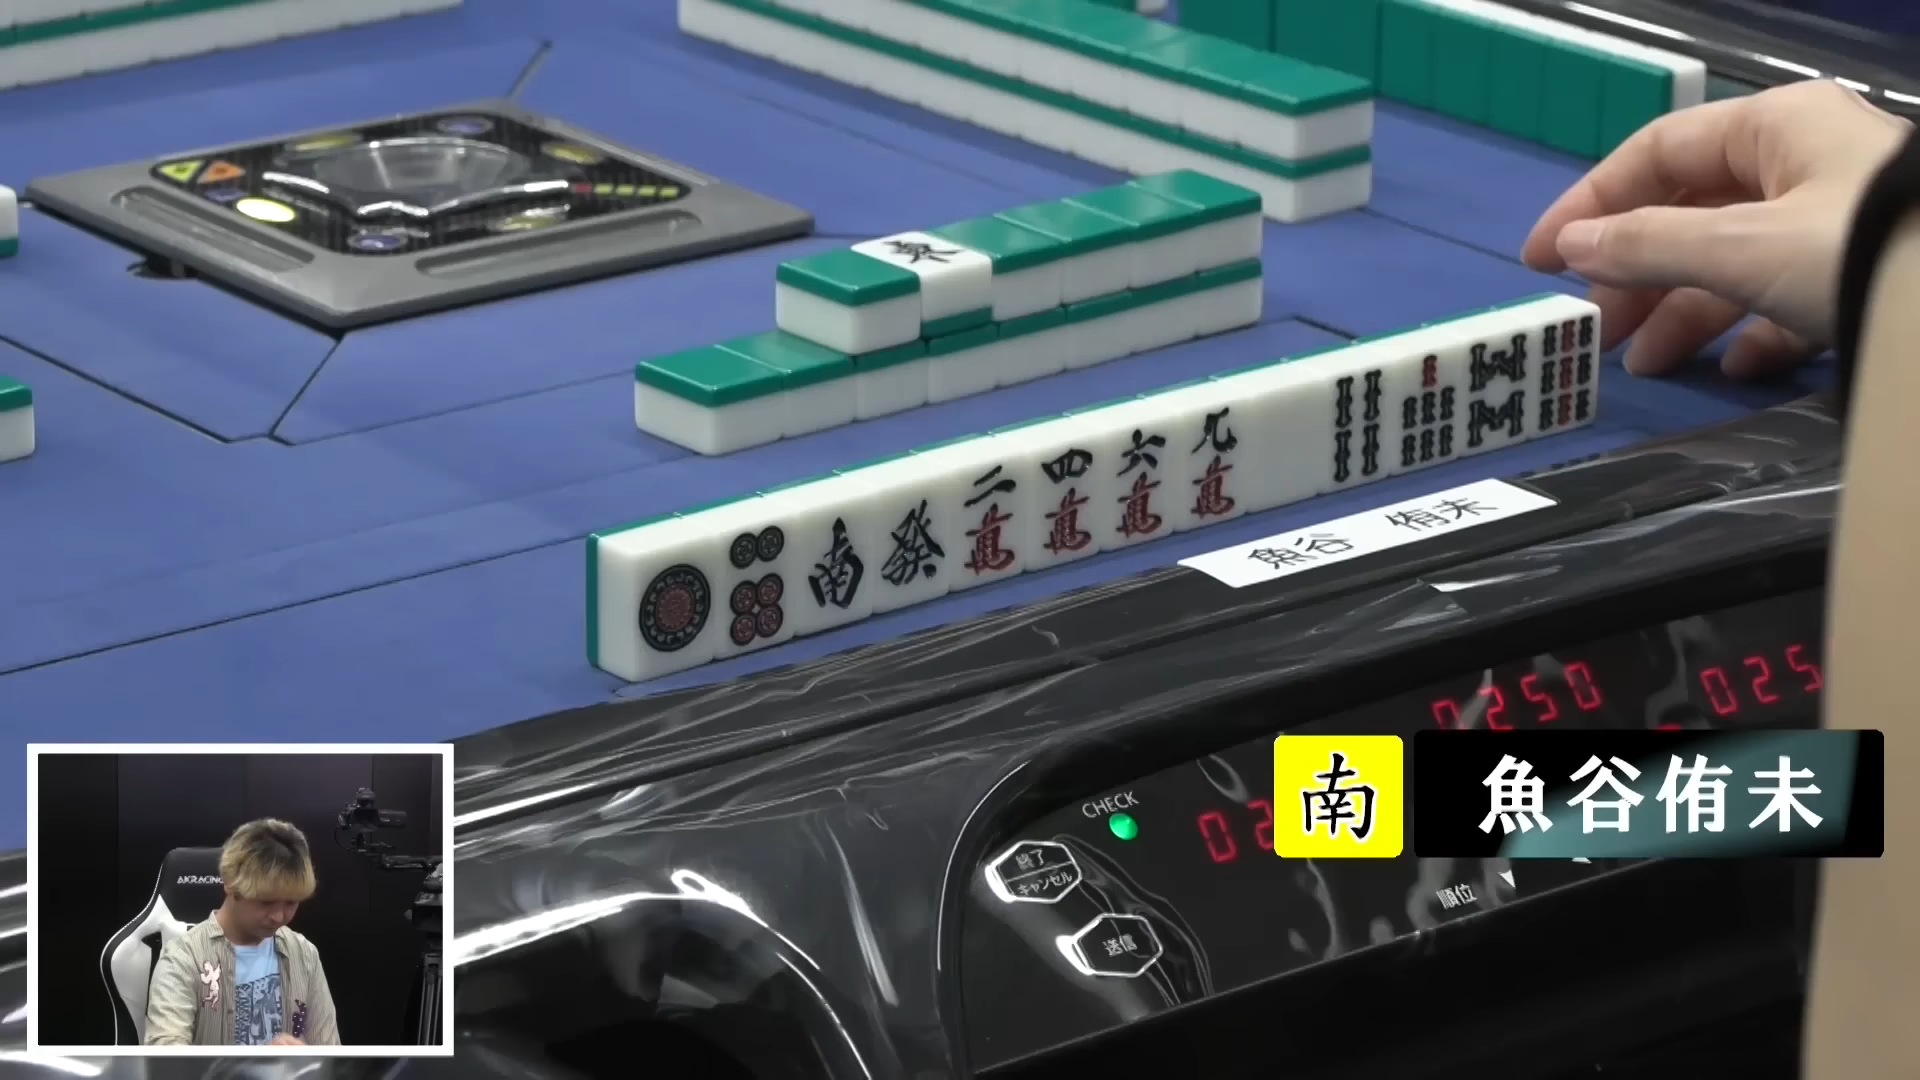 東
南 發 二萬 四萬 六萬 九萬
魚谷 侑未
0250
025
CHECK
02
終了
キャンセル
送信
順位
南 魚谷侑未
AKRACING